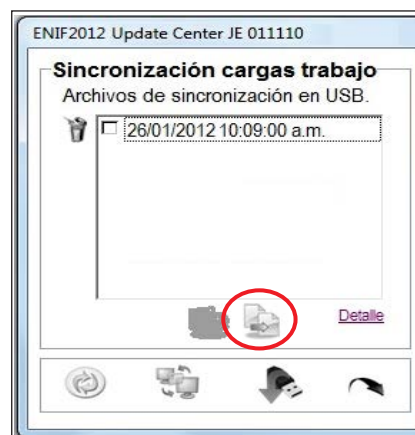 ENIF2012 Update Center JE 011110
Sincronización cargas trabajo
Archivos de sincronización en USB.
26/01/2012 10:09:00 a.m.
Detalle